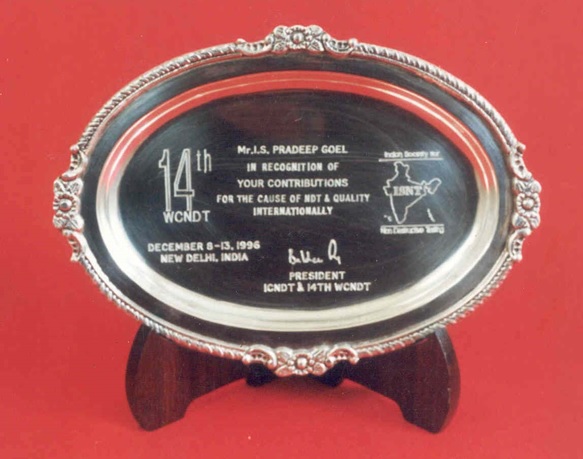 14th
WCNDT
Mr.I.S. PRADEEP GOEL
IN RECOGNITION OF
YOUR CONTRIBUTIONS
FOR THE CAUSE OF NDT & QUALITY
INTERNATIONALLY
Indian Society for
ISNT
Non Destructive Testing
DECEMBER 8-13, 1996
NEW DELHI, INDIA
PRESIDENT
ICNDT & 14TH WCNDT